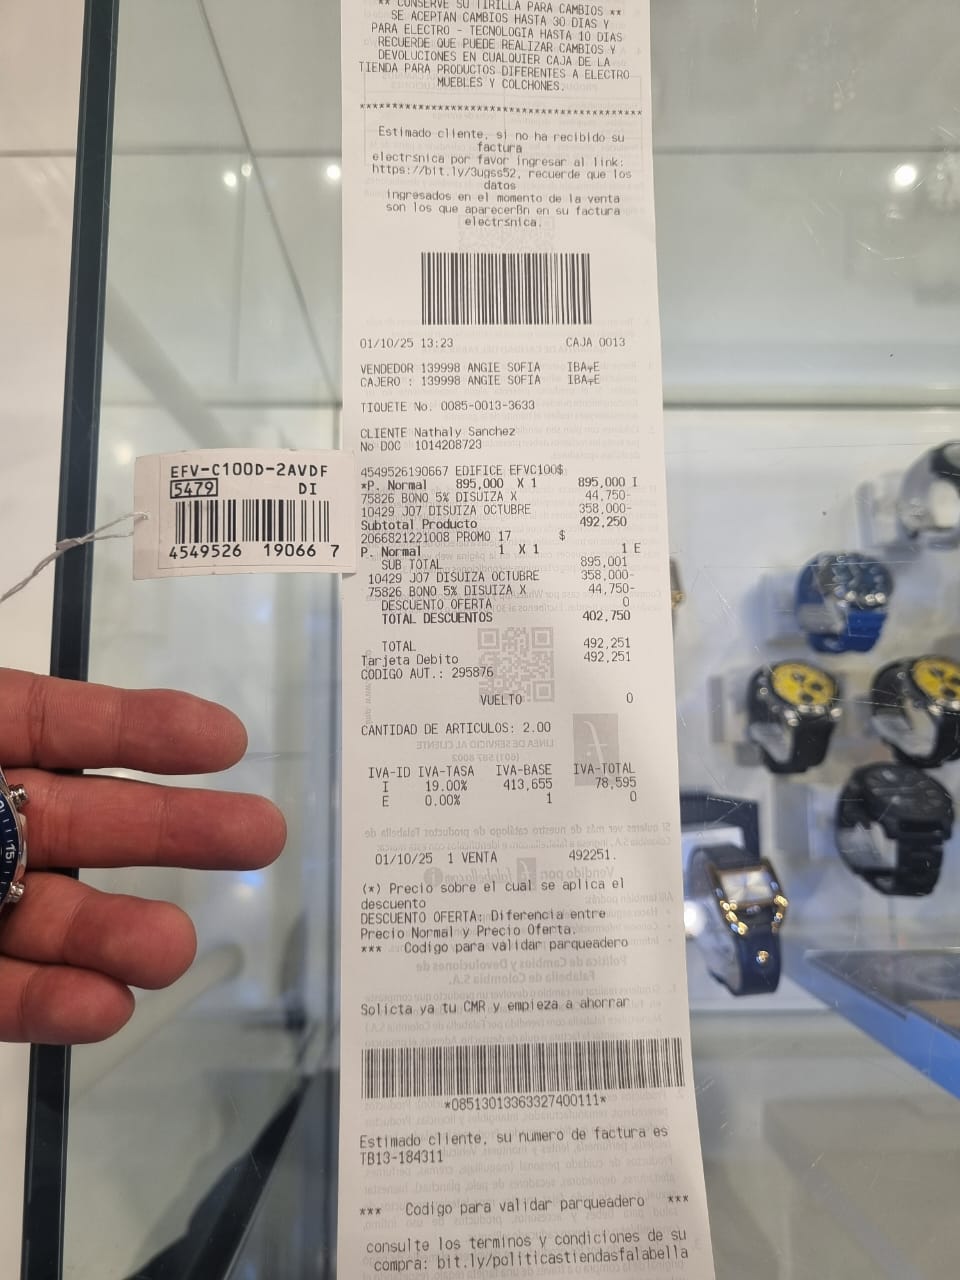 ** CONSERVE SU TIRILLA PARA CAMBIOS **
SE ACEPTAN CAMBIOS HASTA 30 DIAS Y
PARA ELECTRO - TECNOLOGIA HASTA 10 DIAS
RECUERDE QUE PUEDE REALIZAR CAMBIOS Y
DEVOLUCIONES EN CUALQUIER CAJA DE LA
TIENDA PARA PRODUCTOS DIFERENTES A ELECTRO
MUEBLES Y COLCHONES.
Estimado cliente, si no ha recibido su
factura
electrsnica por favor ingresar al link:
https://bit.ly/3ugss52, recuerde que los
datos
ingresados en el momento de la venta
son los que aparecerBn en su factura
electrsnica.
01/10/25 13:23 CAJA 0013
VENDEDOR 139998 ANGIE SOFIA IBA┬E
CAJERO : 139998 ANGIE SOFIA IBA┬E
TIQUETE No. 0085-0013-3633
CLIENTE Nathaly Sanchez
No DOC 1014208723
4549526190667 EDIFICE EFVC100$
*P. Normal 895,000 X 1 895,000 I
75826 BONO 5% DISUIZA X 44,750-
10429 J07 DISUIZA OCTUBRE 358,000-
Subtotal Producto 492,250
2066821221008 PROMO 17 $
P. Normal 1 X 1 1 E
SUB TOTAL 895,001
10429 J07 DISUIZA OCTUBRE 358,000-
75826 BONO 5% DISUIZA X 44,750-
DESCUENTO OFERTA 0
TOTAL DESCUENTOS 402,750
TOTAL 492,251
Tarjeta Debito 492,251
CODIGO AUT.: 295876
VUELTO 0
CANTIDAD DE ARTICULOS: 2.00
IVA-ID IVA-TASA IVA-BASE IVA-TOTAL
I 19.00% 413,655 78,595
E 0.00% 1 0
01/10/25 1 VENTA 492251.
(*) Precio sobre el cual se aplica el
descuento
DESCUENTO OFERTA: Diferencia entre
Precio Normal y Precio Oferta.
*** Codigo para validar parqueadero
Solicta ya tu CMR y empieza a ahorrar
*08513013363327400111*
Estimado cliente, su numero de factura es
TB13-184311
*** Codigo para validar parqueadero ***
consulte los terminos y condiciones de su
compra: bit.ly/politicastiendasfalabella
EFV-C100D-2AVDF
5479 DI
4549526 19066 7
15